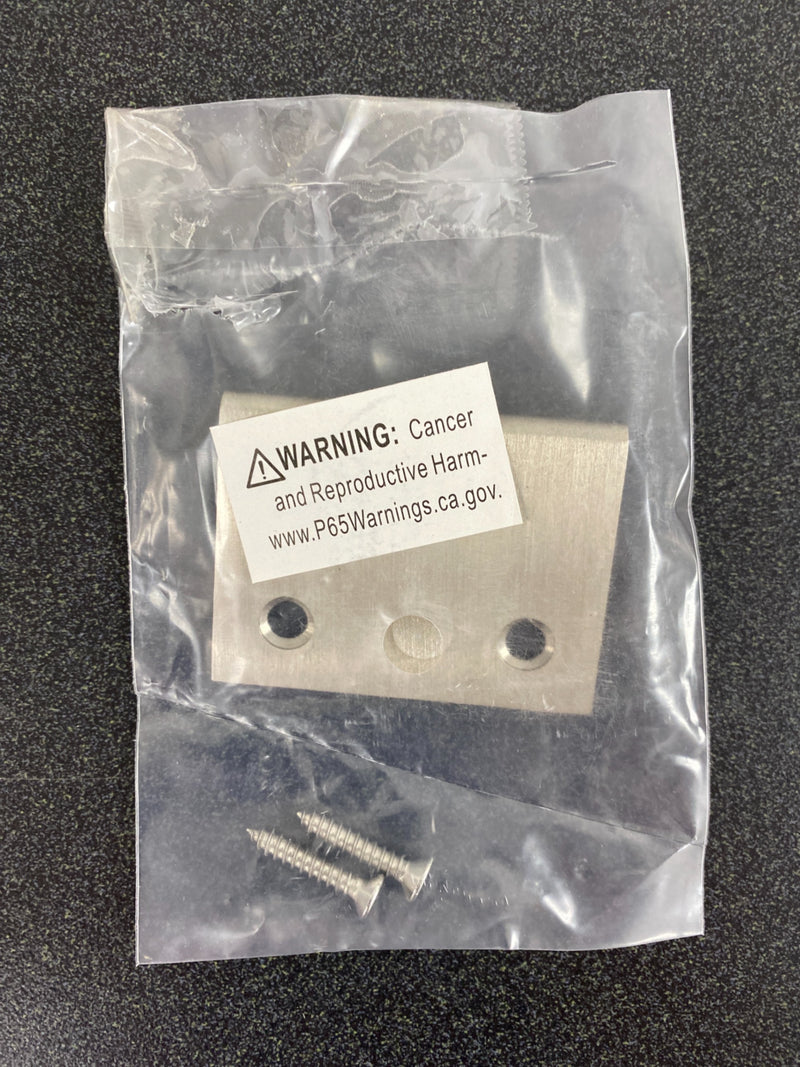 ⚠WARNING: Cancer
and Reproductive Harm-
www.P65Warnings.ca.gov.